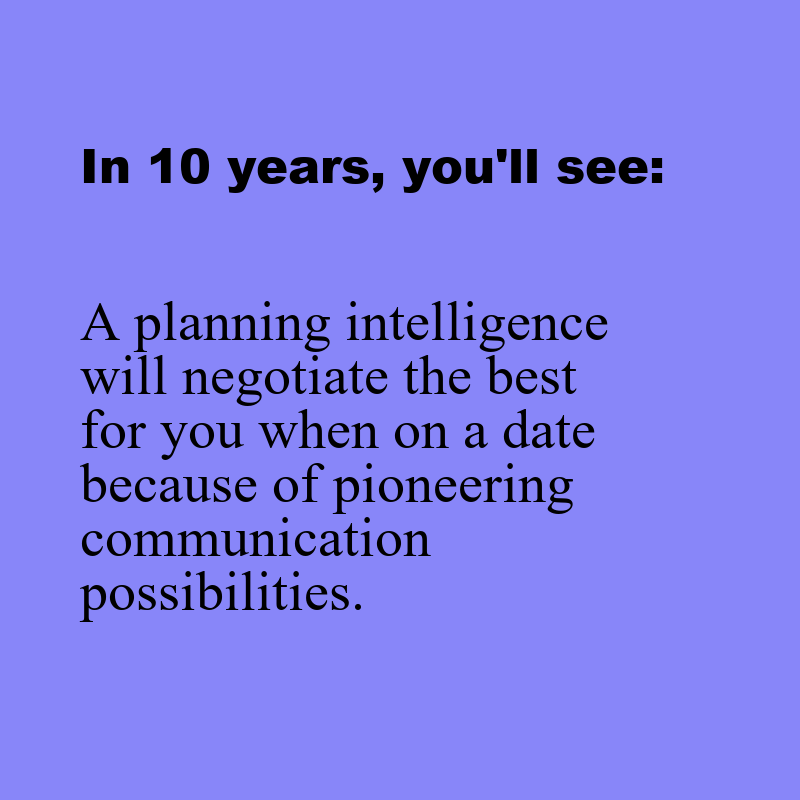 In 10 years, you'll see:
A planning intelligence
will negotiate the best
for you when on a date
because of pioneering
communication
possibilities.